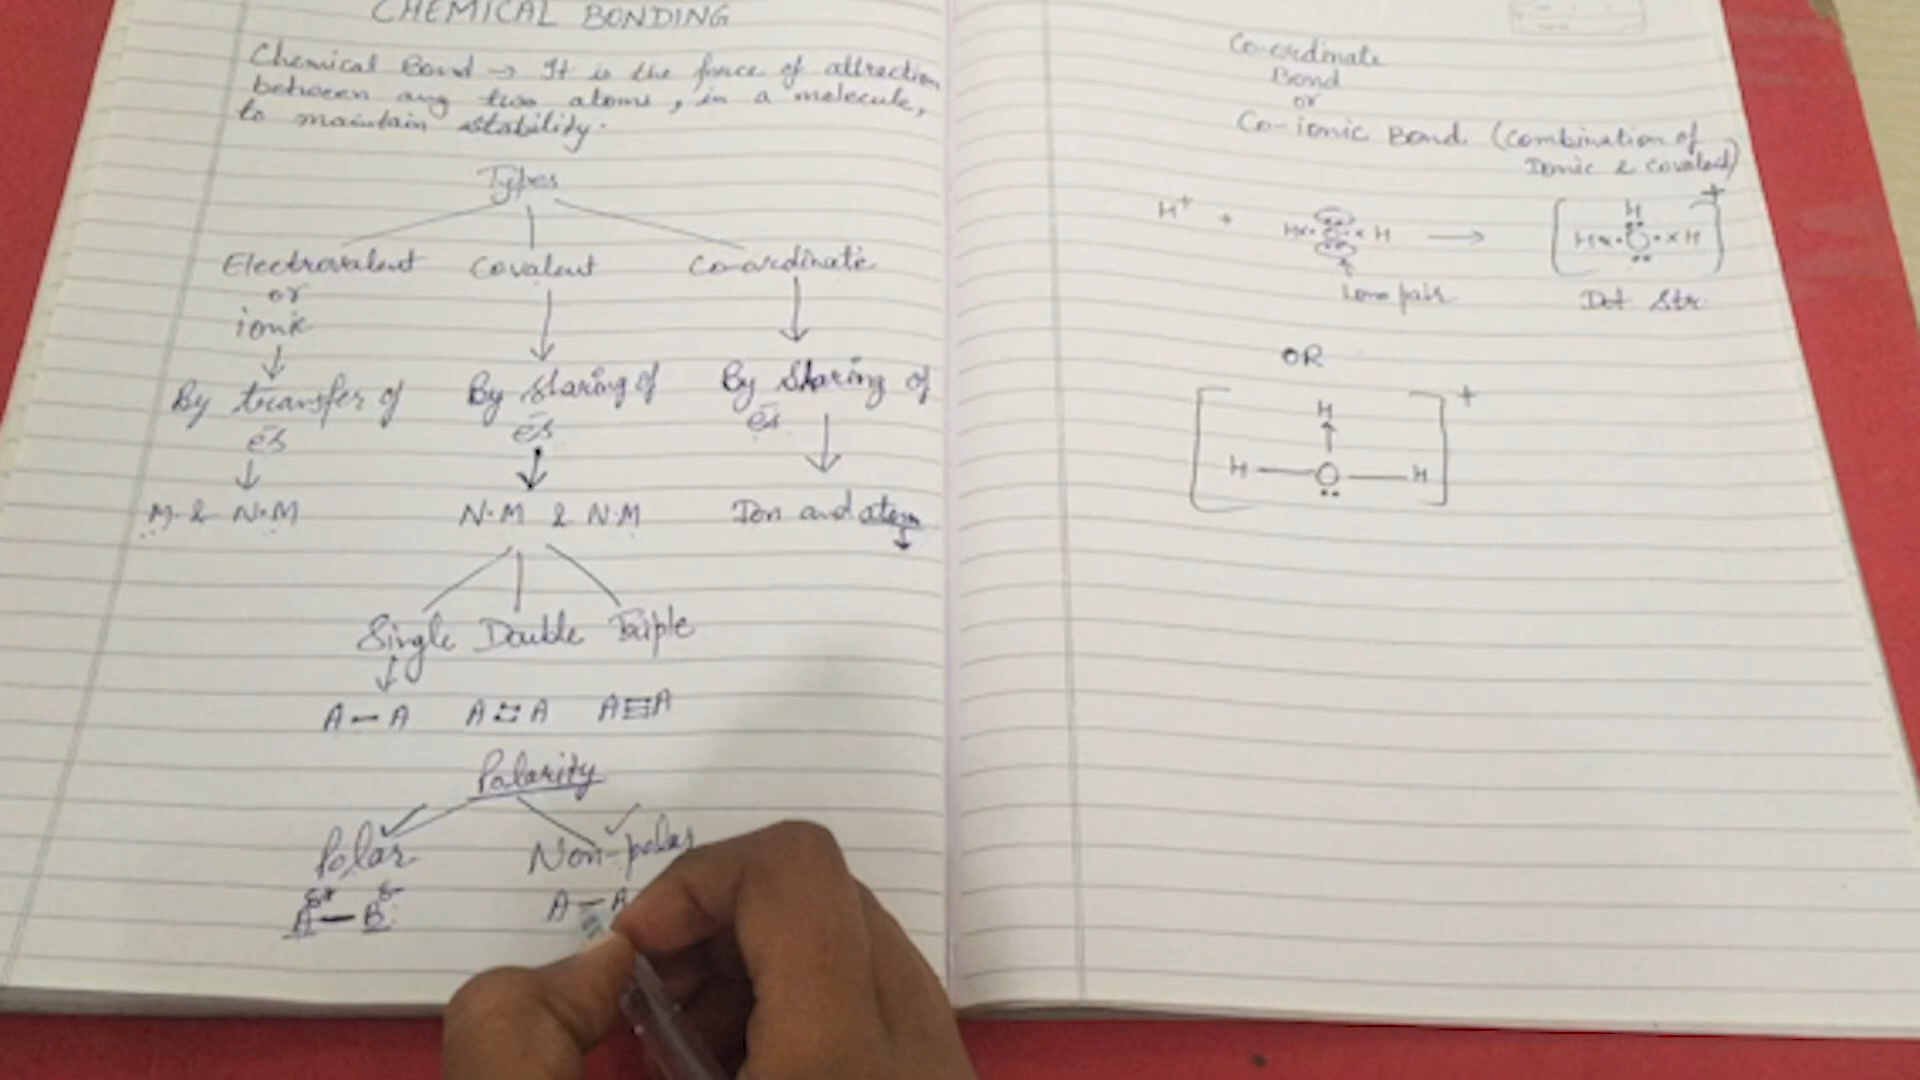 CHEMICAL BONDING
Chemical Bond → It is the force of attraction
between any two atoms, in a molecule,
to maintain stability.
Types
Electrovalent Covalent Co-ordinate
or
ionic
By transfer of By sharing of By sharing of
ēs ēs ēs
M. & N.M N.M & N.M Ion and atom
Single Double Triple
A — A A = A A ≡ A
Polarity
Polar Non-polar
δ+ δ-
A — B A — B
Co-ordinate
Bond
or
Co-ionic Bond. (Combination of
Ionic & Covalent)
H+ + H×•O•×H → [H×•O•×H]+
H
lone pair Dot Str.
OR
[ ]+
H
↑
H — O — H